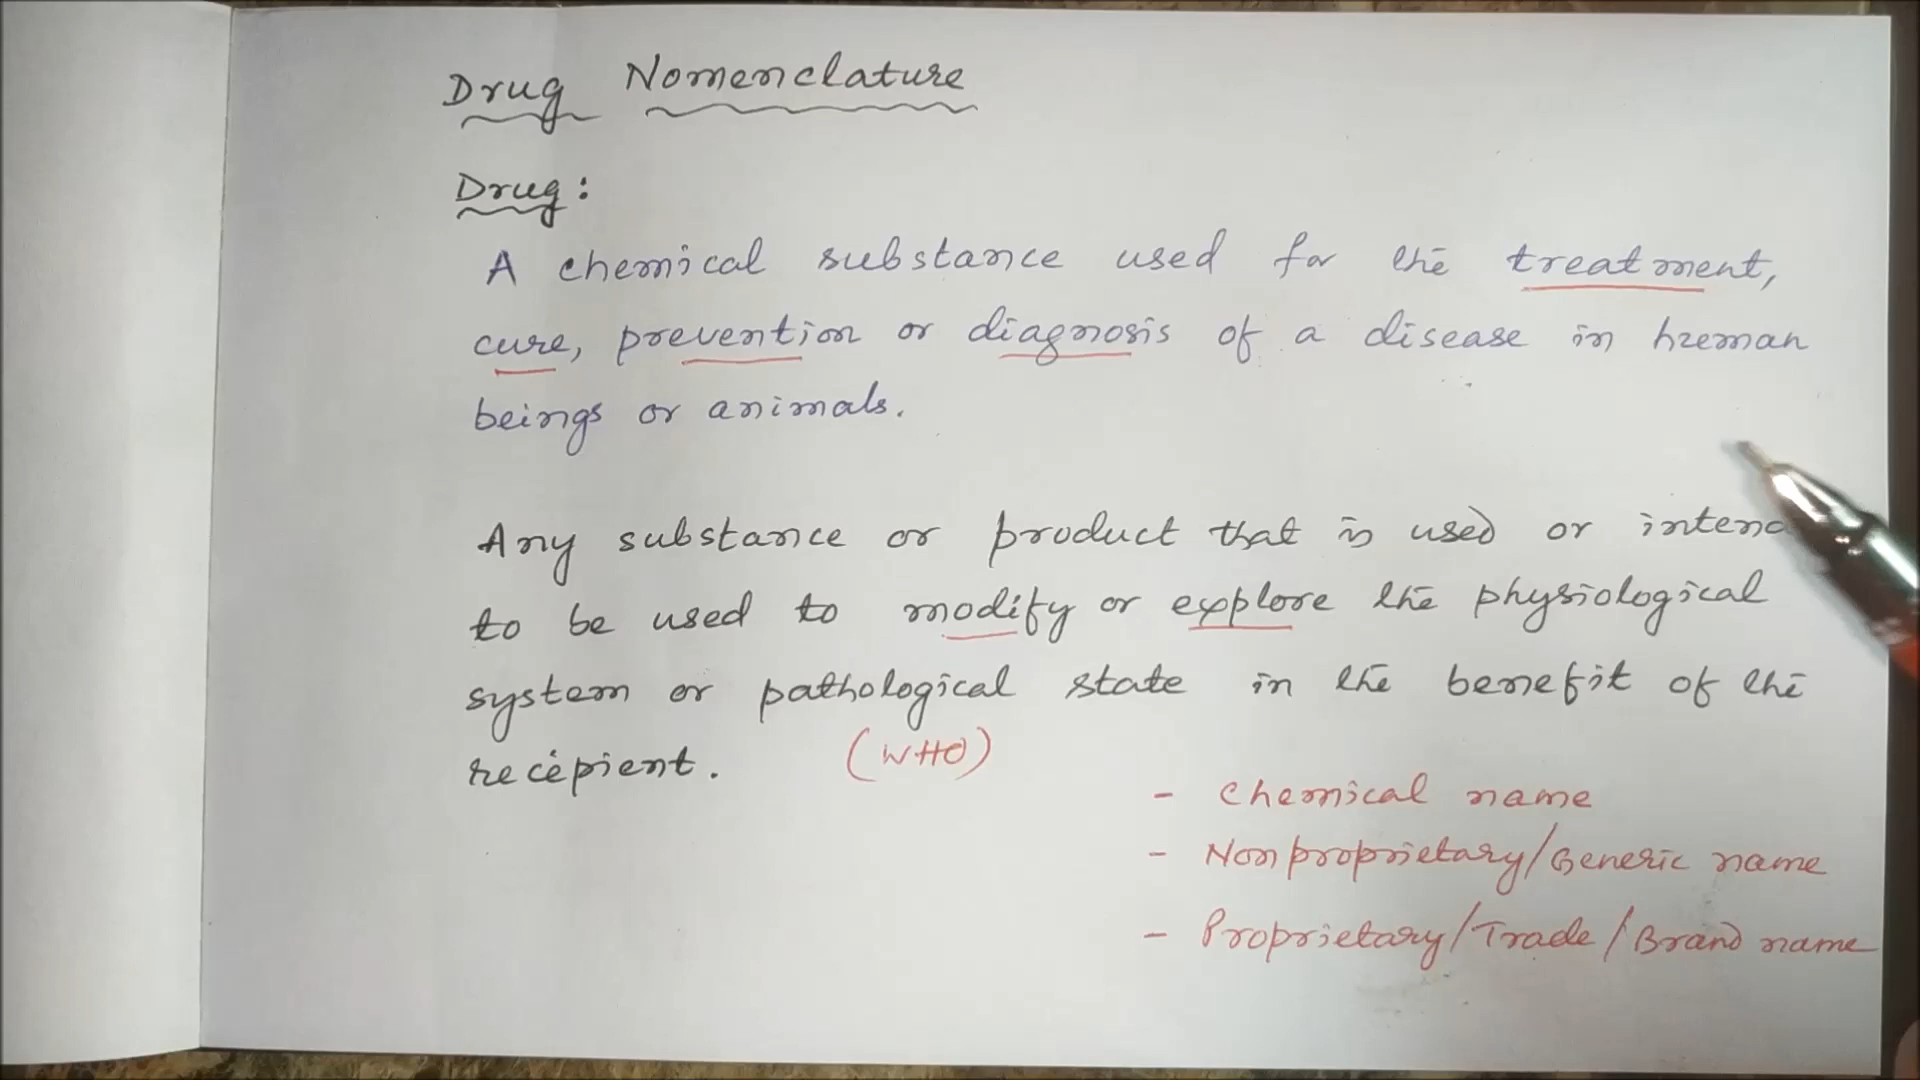 Drug Nomenclature
Drug:
A chemical substance used for the treatment,
cure, prevention or diagnosis of a disease in human
beings or animals.
Any substance or product that is used or intend
to be used to modify or explore the physiological
system or pathological state in the benefit of the
recipient. (WHO)
- Chemical name
- Nonproprietary/Generic name
- Proprietary/Trade/Brand name